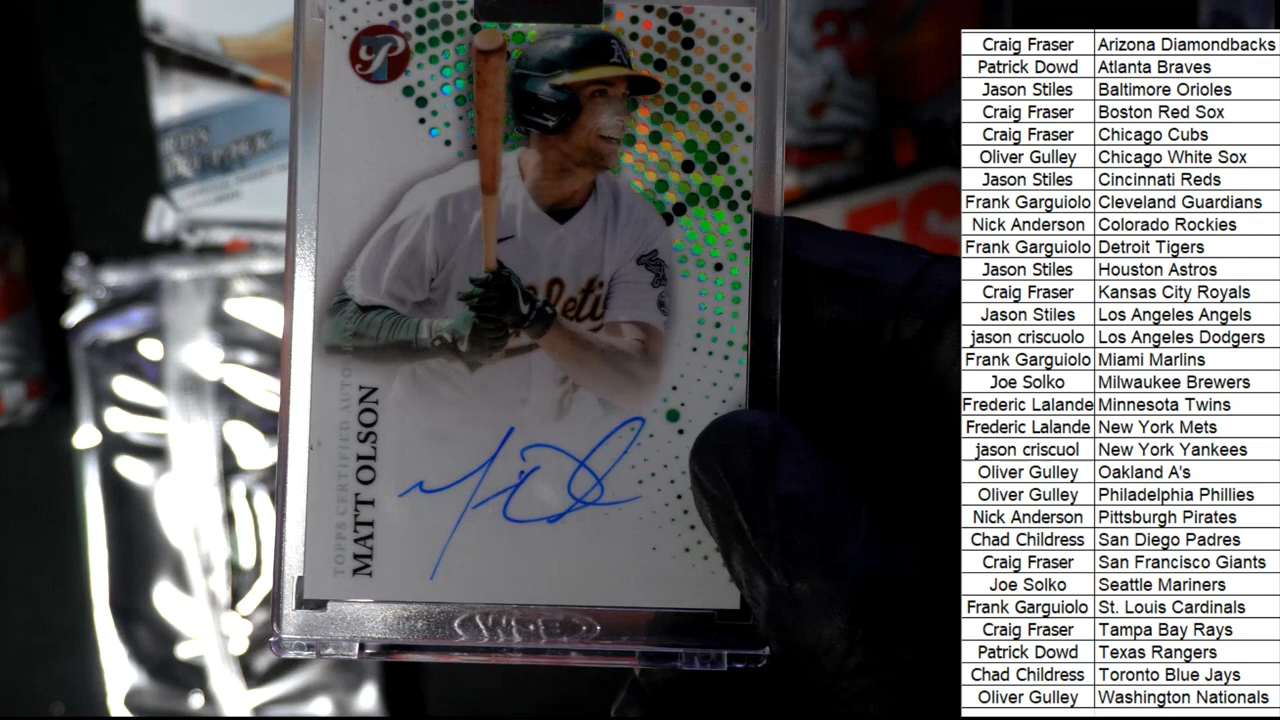 P
A
TOPPS CERTIFIED AUTO
MATT OLSON
Craig Fraser Arizona Diamondbacks
Patrick Dowd Atlanta Braves
Jason Stiles Baltimore Orioles
Craig Fraser Boston Red Sox
Craig Fraser Chicago Cubs
Oliver Gulley Chicago White Sox
Jason Stiles Cincinnati Reds
Frank Garguiolo Cleveland Guardians
Nick Anderson Colorado Rockies
Frank Garguiolo Detroit Tigers
Jason Stiles Houston Astros
Craig Fraser Kansas City Royals
Jason Stiles Los Angeles Angels
jason criscuolo Los Angeles Dodgers
Frank Garguiolo Miami Marlins
Joe Solko Milwaukee Brewers
Frederic Lalande Minnesota Twins
Frederic Lalande New York Mets
jason criscuol New York Yankees
Oliver Gulley Oakland A's
Oliver Gulley Philadelphia Phillies
Nick Anderson Pittsburgh Pirates
Chad Childress San Diego Padres
Craig Fraser San Francisco Giants
Joe Solko Seattle Mariners
Frank Garguiolo St. Louis Cardinals
Craig Fraser Tampa Bay Rays
Patrick Dowd Texas Rangers
Chad Childress Toronto Blue Jays
Oliver Gulley Washington Nationals